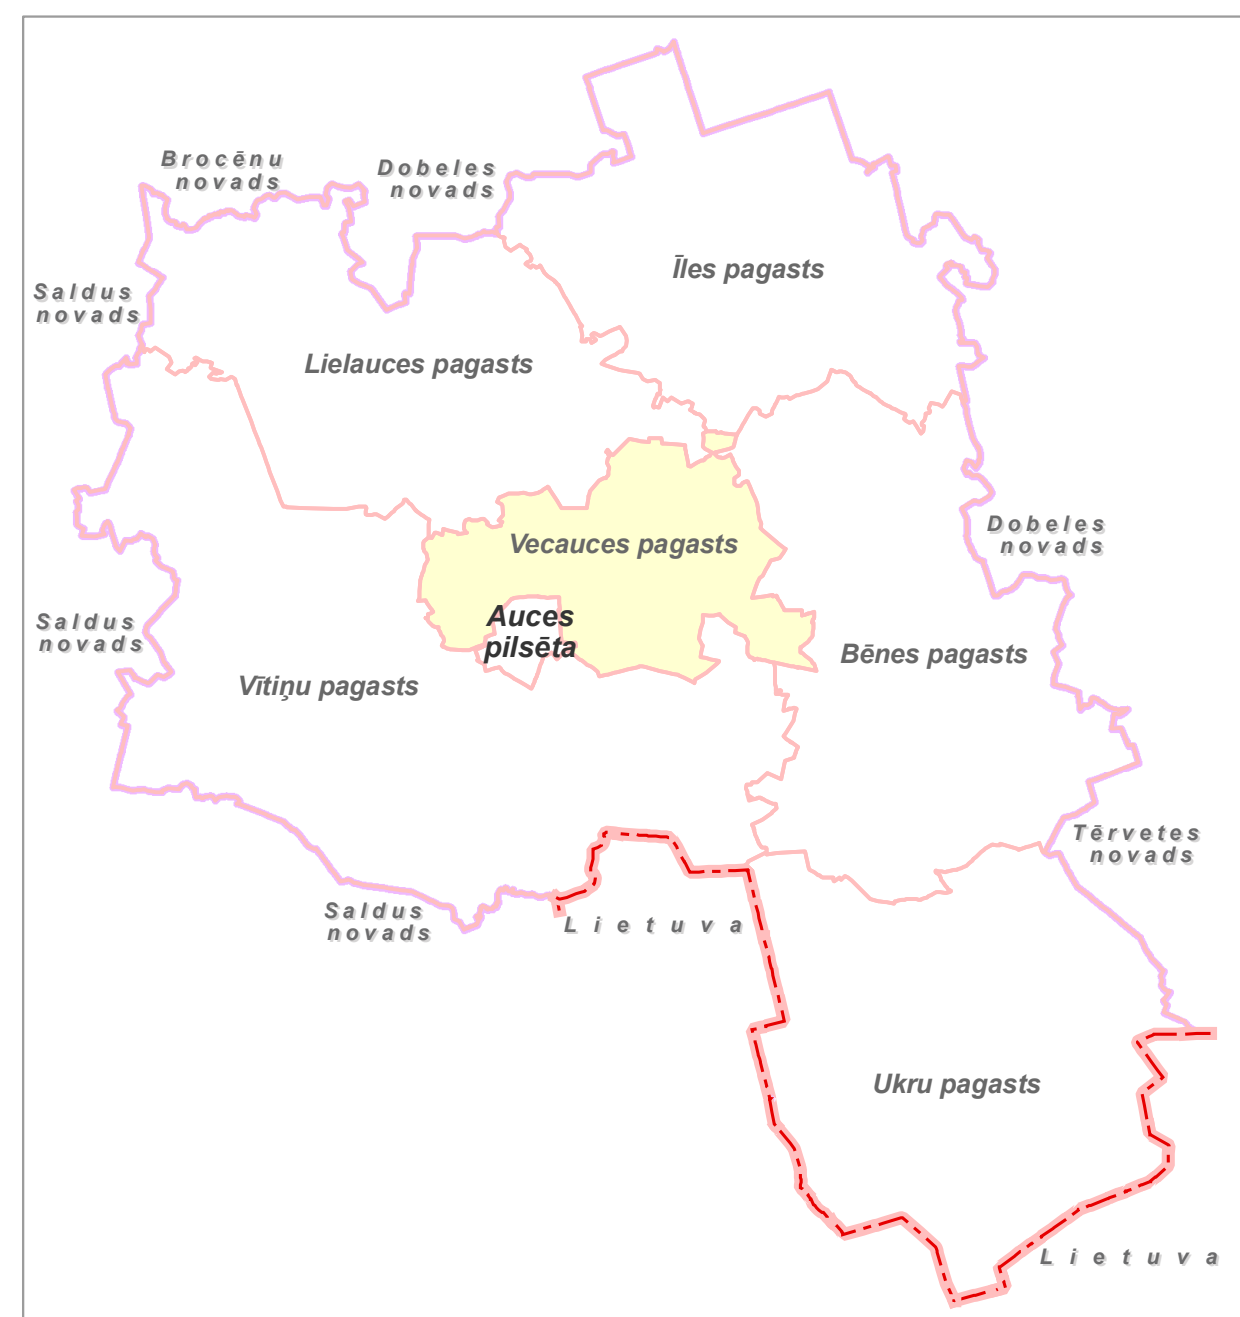 Brocēnu
novads
Dobeles
novads
Īles pagasts
Saldus
novads
Lielauces pagasts
Dobeles
novads
Vecauces pagasts
Auces
pilsēta
Saldus
novads
Bēnes pagasts
Vītiņu pagasts
Tērvetes
novads
Saldus
novads
Lietuva
Ukru pagasts
Lietuva